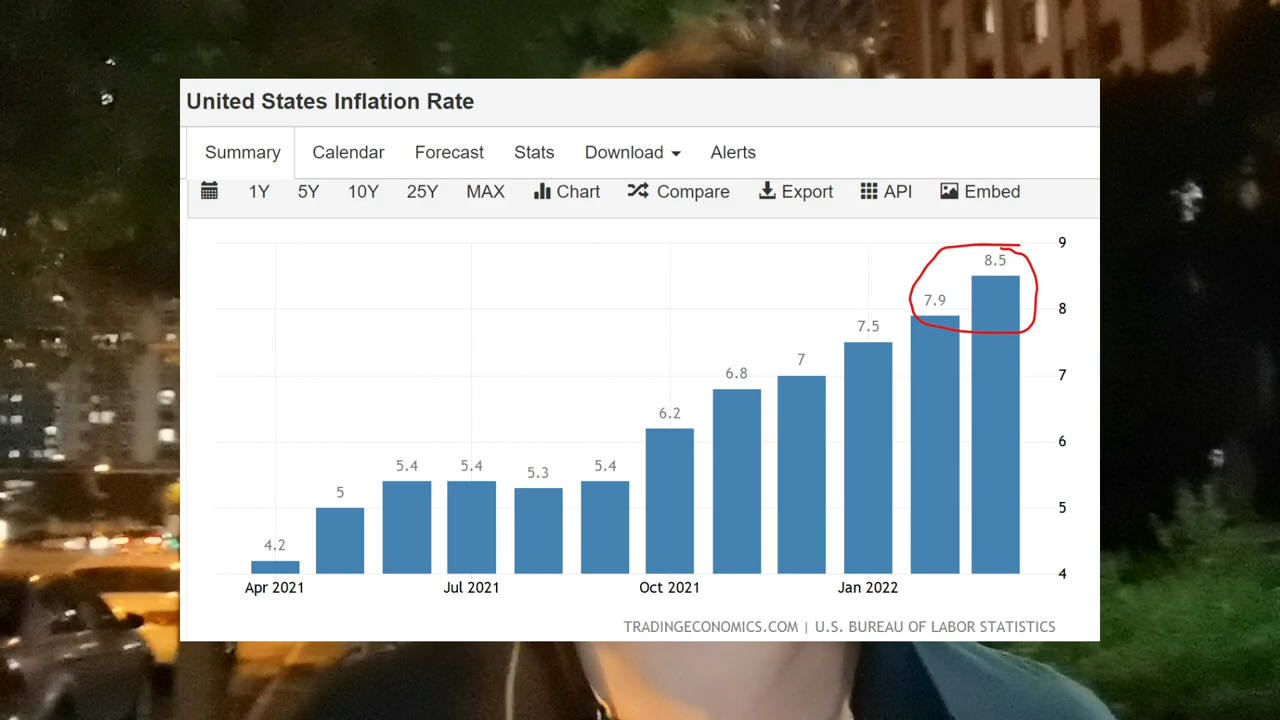 United States Inflation Rate
Summary Calendar Forecast Stats Download Alerts
1Y 5Y 10Y 25Y MAX Chart Compare Export API Embed
9
8.5
8
7.9
7.5
7
7
6.8
6.2
6
5.4 5.4 5.3 5.4
5
5
4.2
4
Apr 2021 Jul 2021 Oct 2021 Jan 2022
TRADINGECONOMICS.COM | U.S. BUREAU OF LABOR STATISTICS